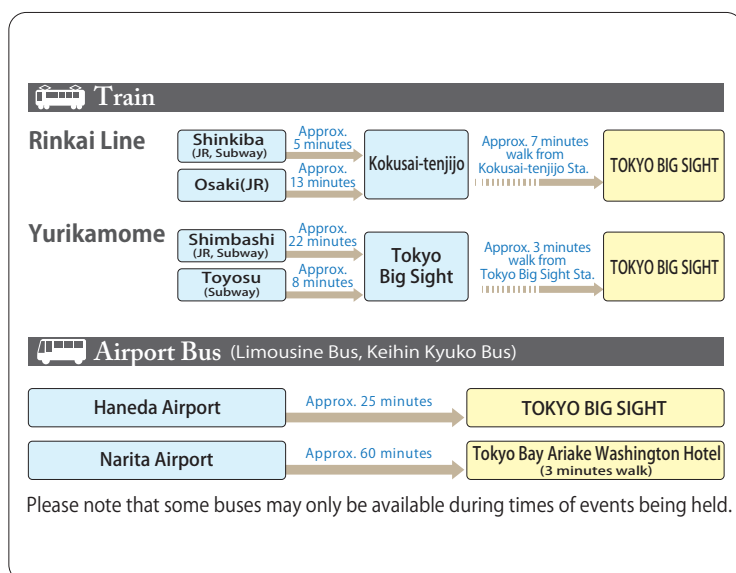 Train
Rinkai Line
Shinkiba
(JR, Subway)
Approx.
5 minutes
Osaki(JR)
Approx.
13 minutes
Kokusai-tenjijo
Approx. 7 minutes
walk from
Kokusai-tenjijo Sta.
TOKYO BIG SIGHT
Yurikamome
Shimbashi
(JR, Subway)
Approx.
22 minutes
Toyosu
(Subway)
Approx.
8 minutes
Tokyo
Big Sight
Approx. 3 minutes
walk from
Tokyo Big Sight Sta.
TOKYO BIG SIGHT
Airport Bus (Limousine Bus, Keihin Kyuko Bus)
Haneda Airport
Approx. 25 minutes
TOKYO BIG SIGHT
Narita Airport
Approx. 60 minutes
Tokyo Bay Ariake Washington Hotel
(3 minutes walk)
Please note that some buses may only be available during times of events being held.